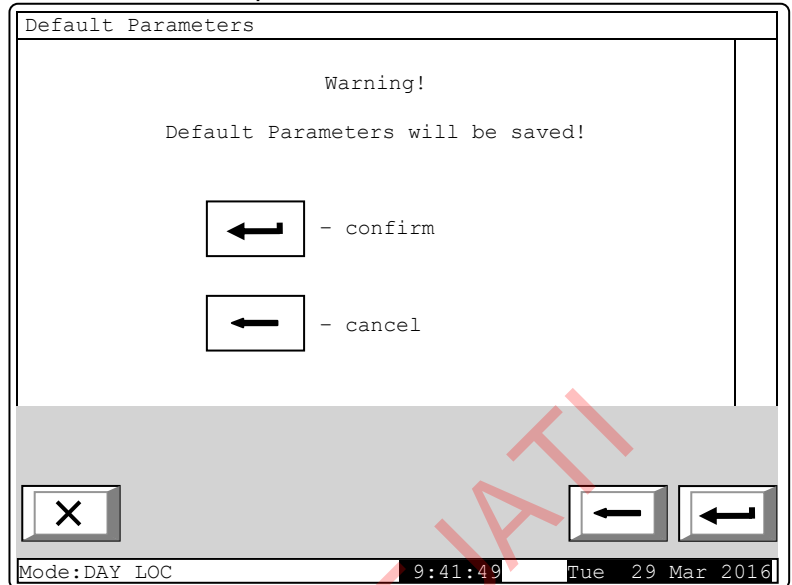 Default Parameters
Warning!
Default Parameters will be saved!
- confirm
- cancel
Mode:DAY LOC 9:41:49 Tue 29 Mar 2016